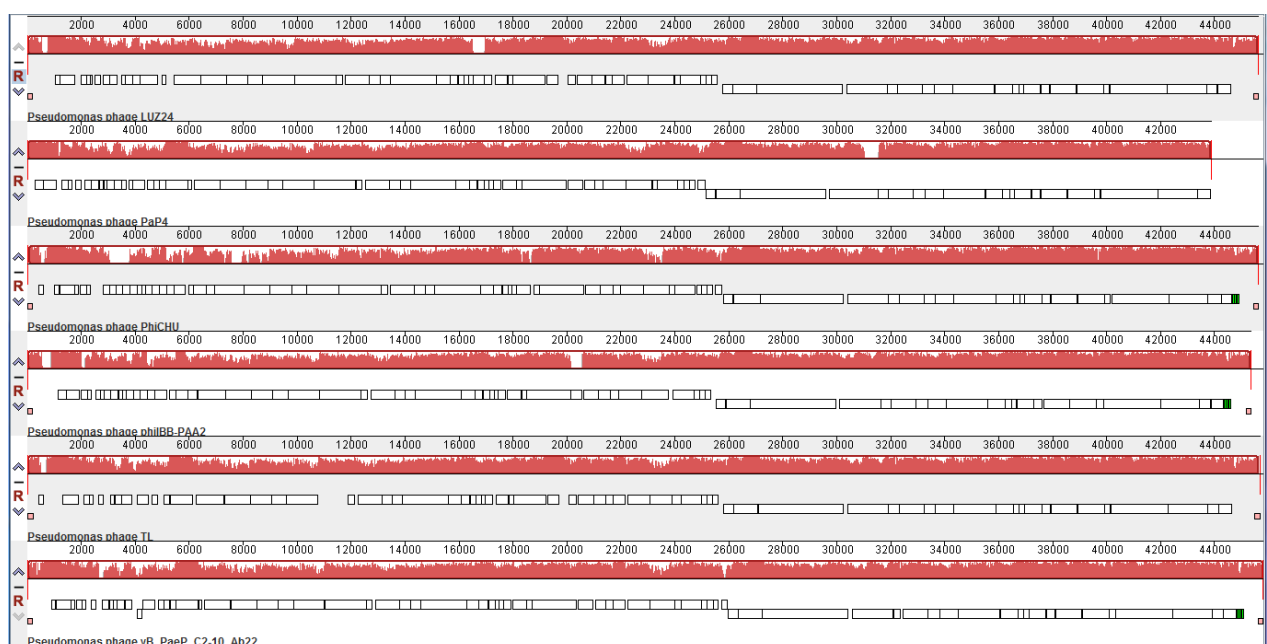 2000 4000 6000 8000 10000 12000 14000 16000 18000 20000 22000 24000 26000 28000 30000 32000 34000 36000 38000 40000 42000 44000
R
Pseudomonas phage LUZ24
2000 4000 6000 8000 10000 12000 14000 16000 18000 20000 22000 24000 26000 28000 30000 32000 34000 36000 38000 40000 42000
R
Pseudomonas phage PaP4
2000 4000 6000 8000 10000 12000 14000 16000 18000 20000 22000 24000 26000 28000 30000 32000 34000 36000 38000 40000 42000 44000
R
Pseudomonas phage PhiCHU
2000 4000 6000 8000 10000 12000 14000 16000 18000 20000 22000 24000 26000 28000 30000 32000 34000 36000 38000 40000 42000 44000
R
Pseudomonas phage philBB-PAA2
2000 4000 6000 8000 10000 12000 14000 16000 18000 20000 22000 24000 26000 28000 30000 32000 34000 36000 38000 40000 42000 44000
R
Pseudomonas phage TL
2000 4000 6000 8000 10000 12000 14000 16000 18000 20000 22000 24000 26000 28000 30000 32000 34000 36000 38000 40000 42000 44000
R
Pseudomonas phage vB_PaeP_C2-10_Ab22